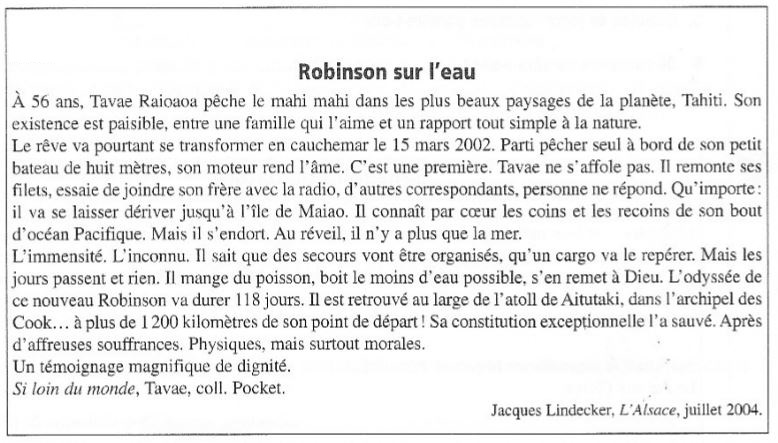 Robinson sur l'eau
À 56 ans, Tavae Raioaoa pêche le mahi mahi dans les plus beaux paysages de la planète, Tahiti. Son
existence est paisible, entre une famille qui l'aime et un rapport tout simple à la nature.
Le rêve va pourtant se transformer en cauchemar le 15 mars 2002. Parti pêcher seul à bord de son petit
bateau de huit mètres, son moteur rend l'âme. C'est une première. Tavae ne s'affole pas. Il remonte ses
filets, essaie de joindre son frère avec la radio, d'autres correspondants, personne ne répond. Qu'importe :
il va se laisser dériver jusqu'à l'île de Maiao. Il connaît par cœur les coins et les recoins de son bout
d'océan Pacifique. Mais il s'endort. Au réveil, il n'y a plus que la mer.
L'immensité. L'inconnu. Il sait que des secours vont être organisés, qu'un cargo va le repérer. Mais les
jours passent et rien. Il mange du poisson, boit le moins d'eau possible, s'en remet à Dieu. L'odyssée de
ce nouveau Robinson va durer 118 jours. Il est retrouvé au large de l'atoll de Aitutaki, dans l'archipel des
Cook… à plus de 1 200 kilomètres de son point de départ ! Sa constitution exceptionnelle l'a sauvé. Après
d'affreuses souffrances. Physiques, mais surtout morales.
Un témoignage magnifique de dignité.
Si loin du monde, Tavae, coll. Pocket.
Jacques Lindecker, L'Alsace, juillet 2004.